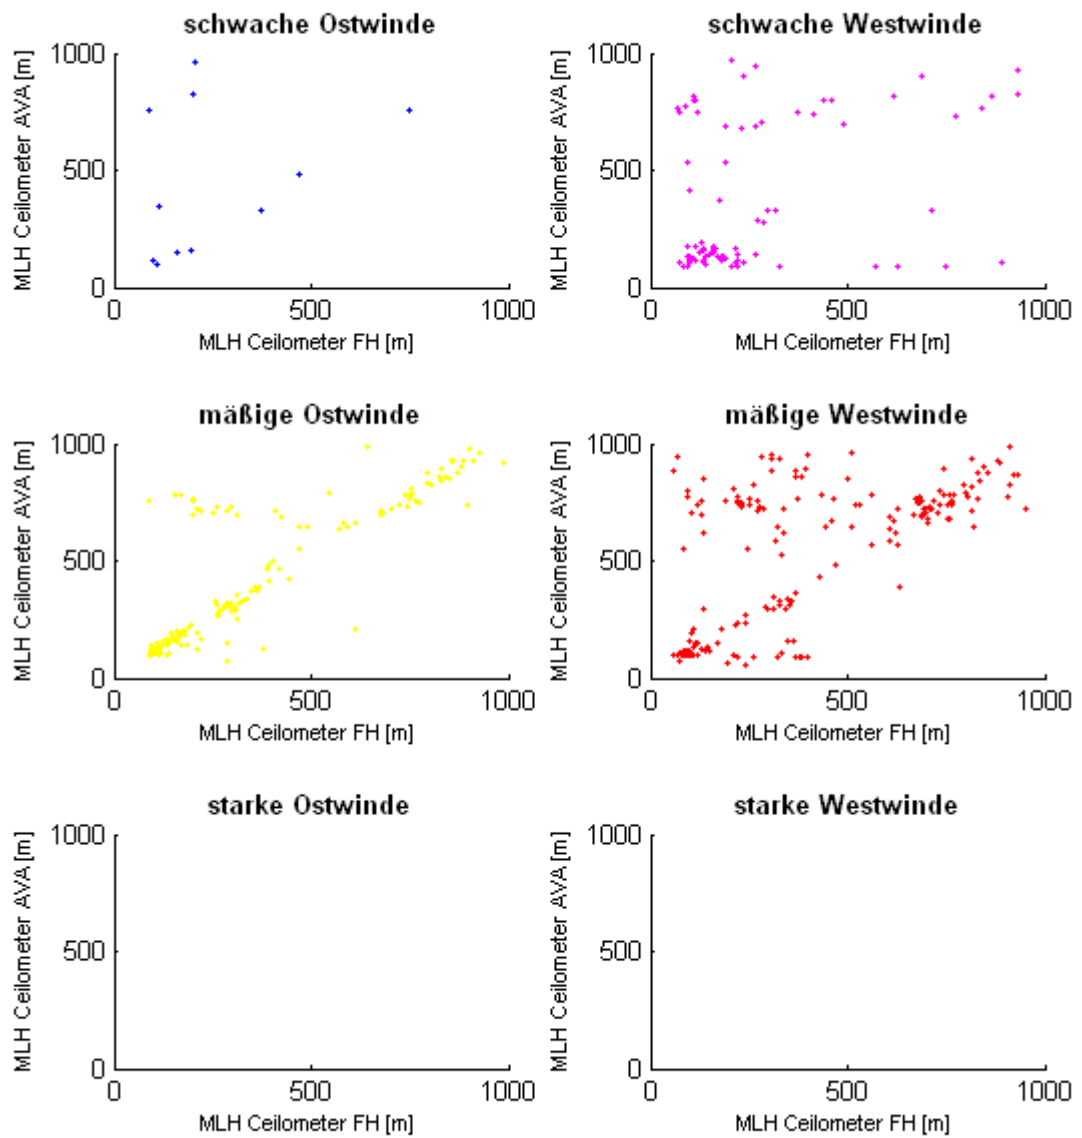 schwache Ostwinde
MLH Ceilometer AVA [m]
1000
500
0
0 500 1000
MLH Ceilometer FH [m]
schwache Westwinde
MLH Ceilometer AVA [m]
1000
500
0
0 500 1000
MLH Ceilometer FH [m]
mäßige Ostwinde
MLH Ceilometer AVA [m]
1000
500
0
0 500 1000
MLH Ceilometer FH [m]
mäßige Westwinde
MLH Ceilometer AVA [m]
1000
500
0
0 500 1000
MLH Ceilometer FH [m]
starke Ostwinde
MLH Ceilometer AVA [m]
1000
500
0
0 500 1000
MLH Ceilometer FH [m]
starke Westwinde
MLH Ceilometer AVA [m]
1000
500
0
0 500 1000
MLH Ceilometer FH [m]